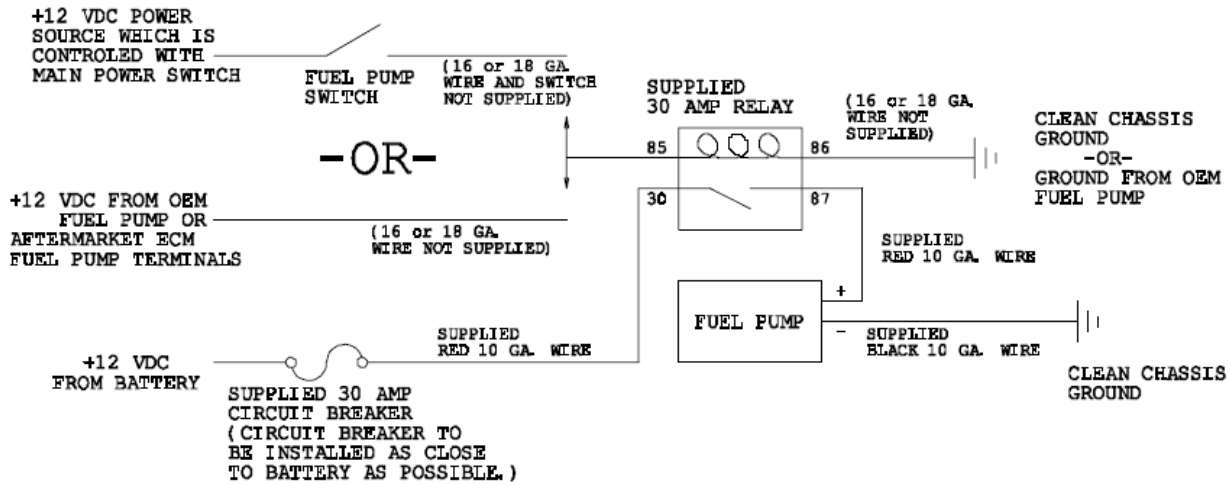 +12 VDC POWER
SOURCE WHICH IS
CONTROLED WITH
MAIN POWER SWITCH
FUEL PUMP
SWITCH
(16 or 18 GA.
WIRE AND SWITCH
NOT SUPPLIED)
-OR-
+12 VDC FROM OEM
FUEL PUMP OR
AFTERMARKET ECM
FUEL PUMP TERMINALS
(16 or 18 GA.
WIRE NOT SUPPLIED)
SUPPLIED
30 AMP RELAY
85
86
30
87
(16 or 18 GA.
WIRE NOT
SUPPLIED)
CLEAN CHASSIS
GROUND
-OR-
GROUND FROM OEM
FUEL PUMP
SUPPLIED
RED 10 GA. WIRE
FUEL PUMP
+
-
SUPPLIED
BLACK 10 GA. WIRE
CLEAN CHASSIS
GROUND
+12 VDC
FROM BATTERY
SUPPLIED
RED 10 GA. WIRE
SUPPLIED 30 AMP
CIRCUIT BREAKER
(CIRCUIT BREAKER TO
BE INSTALLED AS CLOSE
TO BATTERY AS POSSIBLE.)